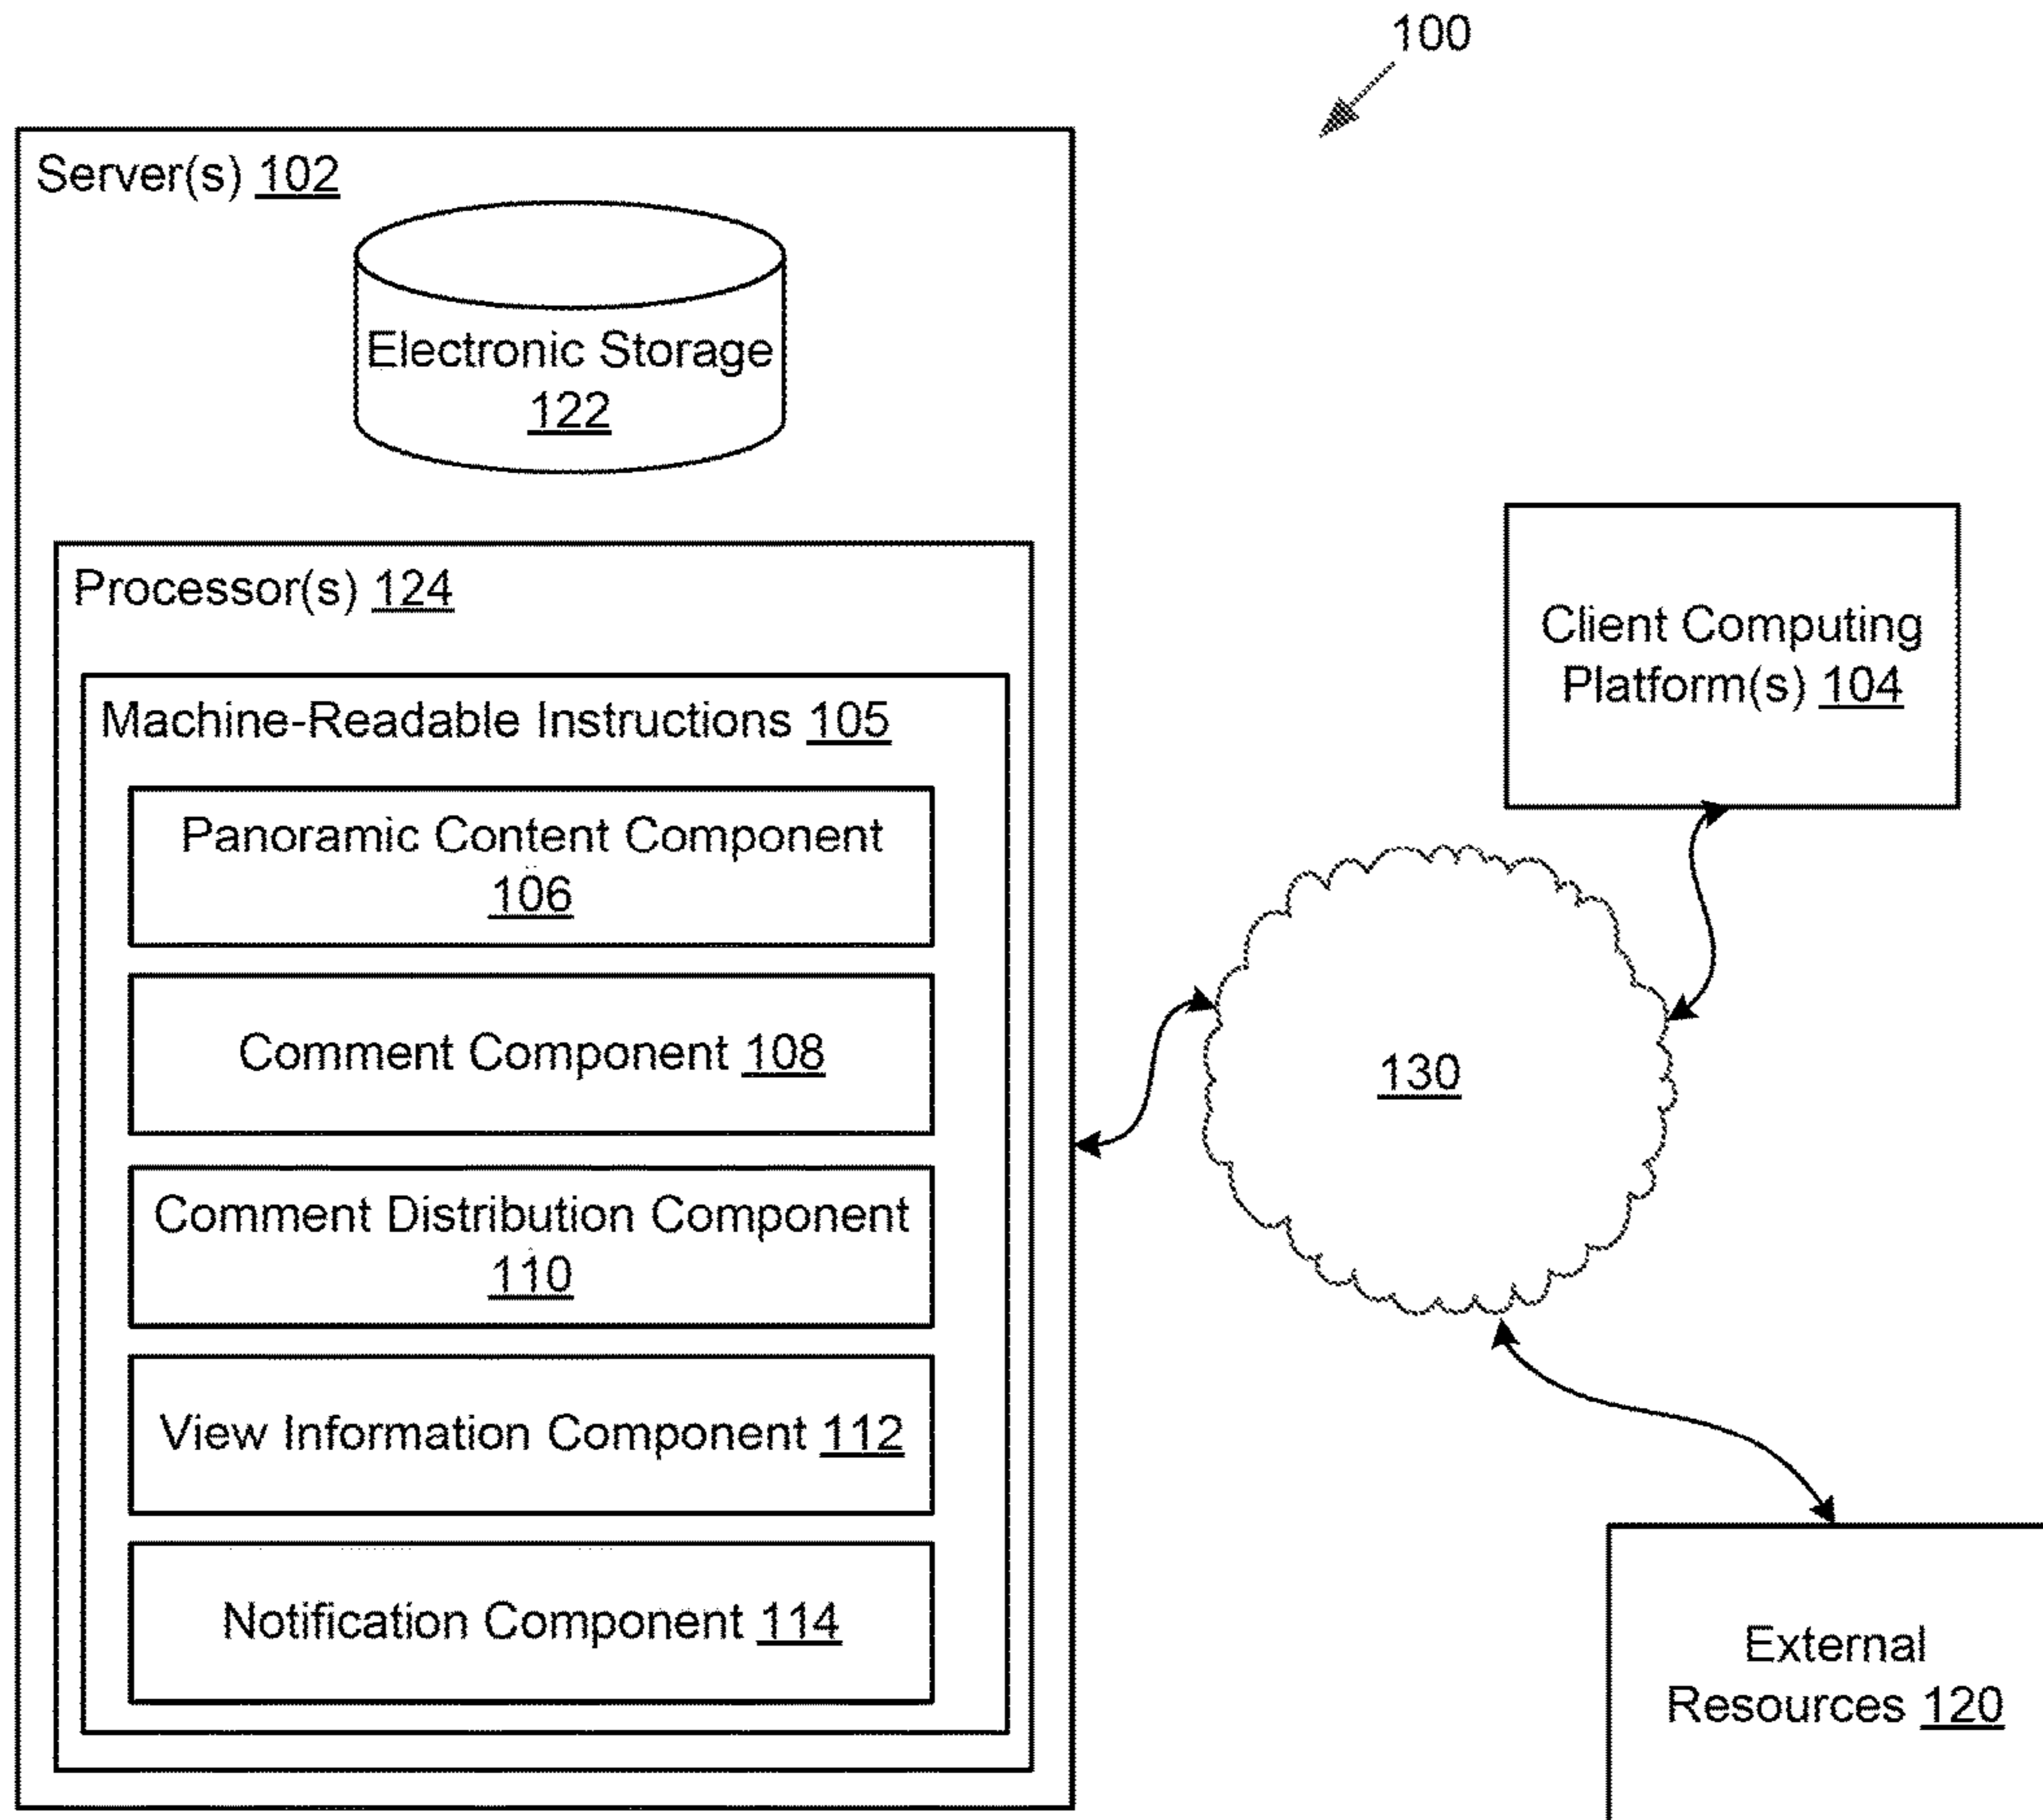 100
Server(s) 102
Electronic Storage
122
Processor(s) 124
Machine-Readable Instructions 105
Panoramic Content Component
106
Comment Component 108
Comment Distribution Component
110
View Information Component 112
Notification Component 114
Client Computing
Platform(s) 104
130
External
Resources 120